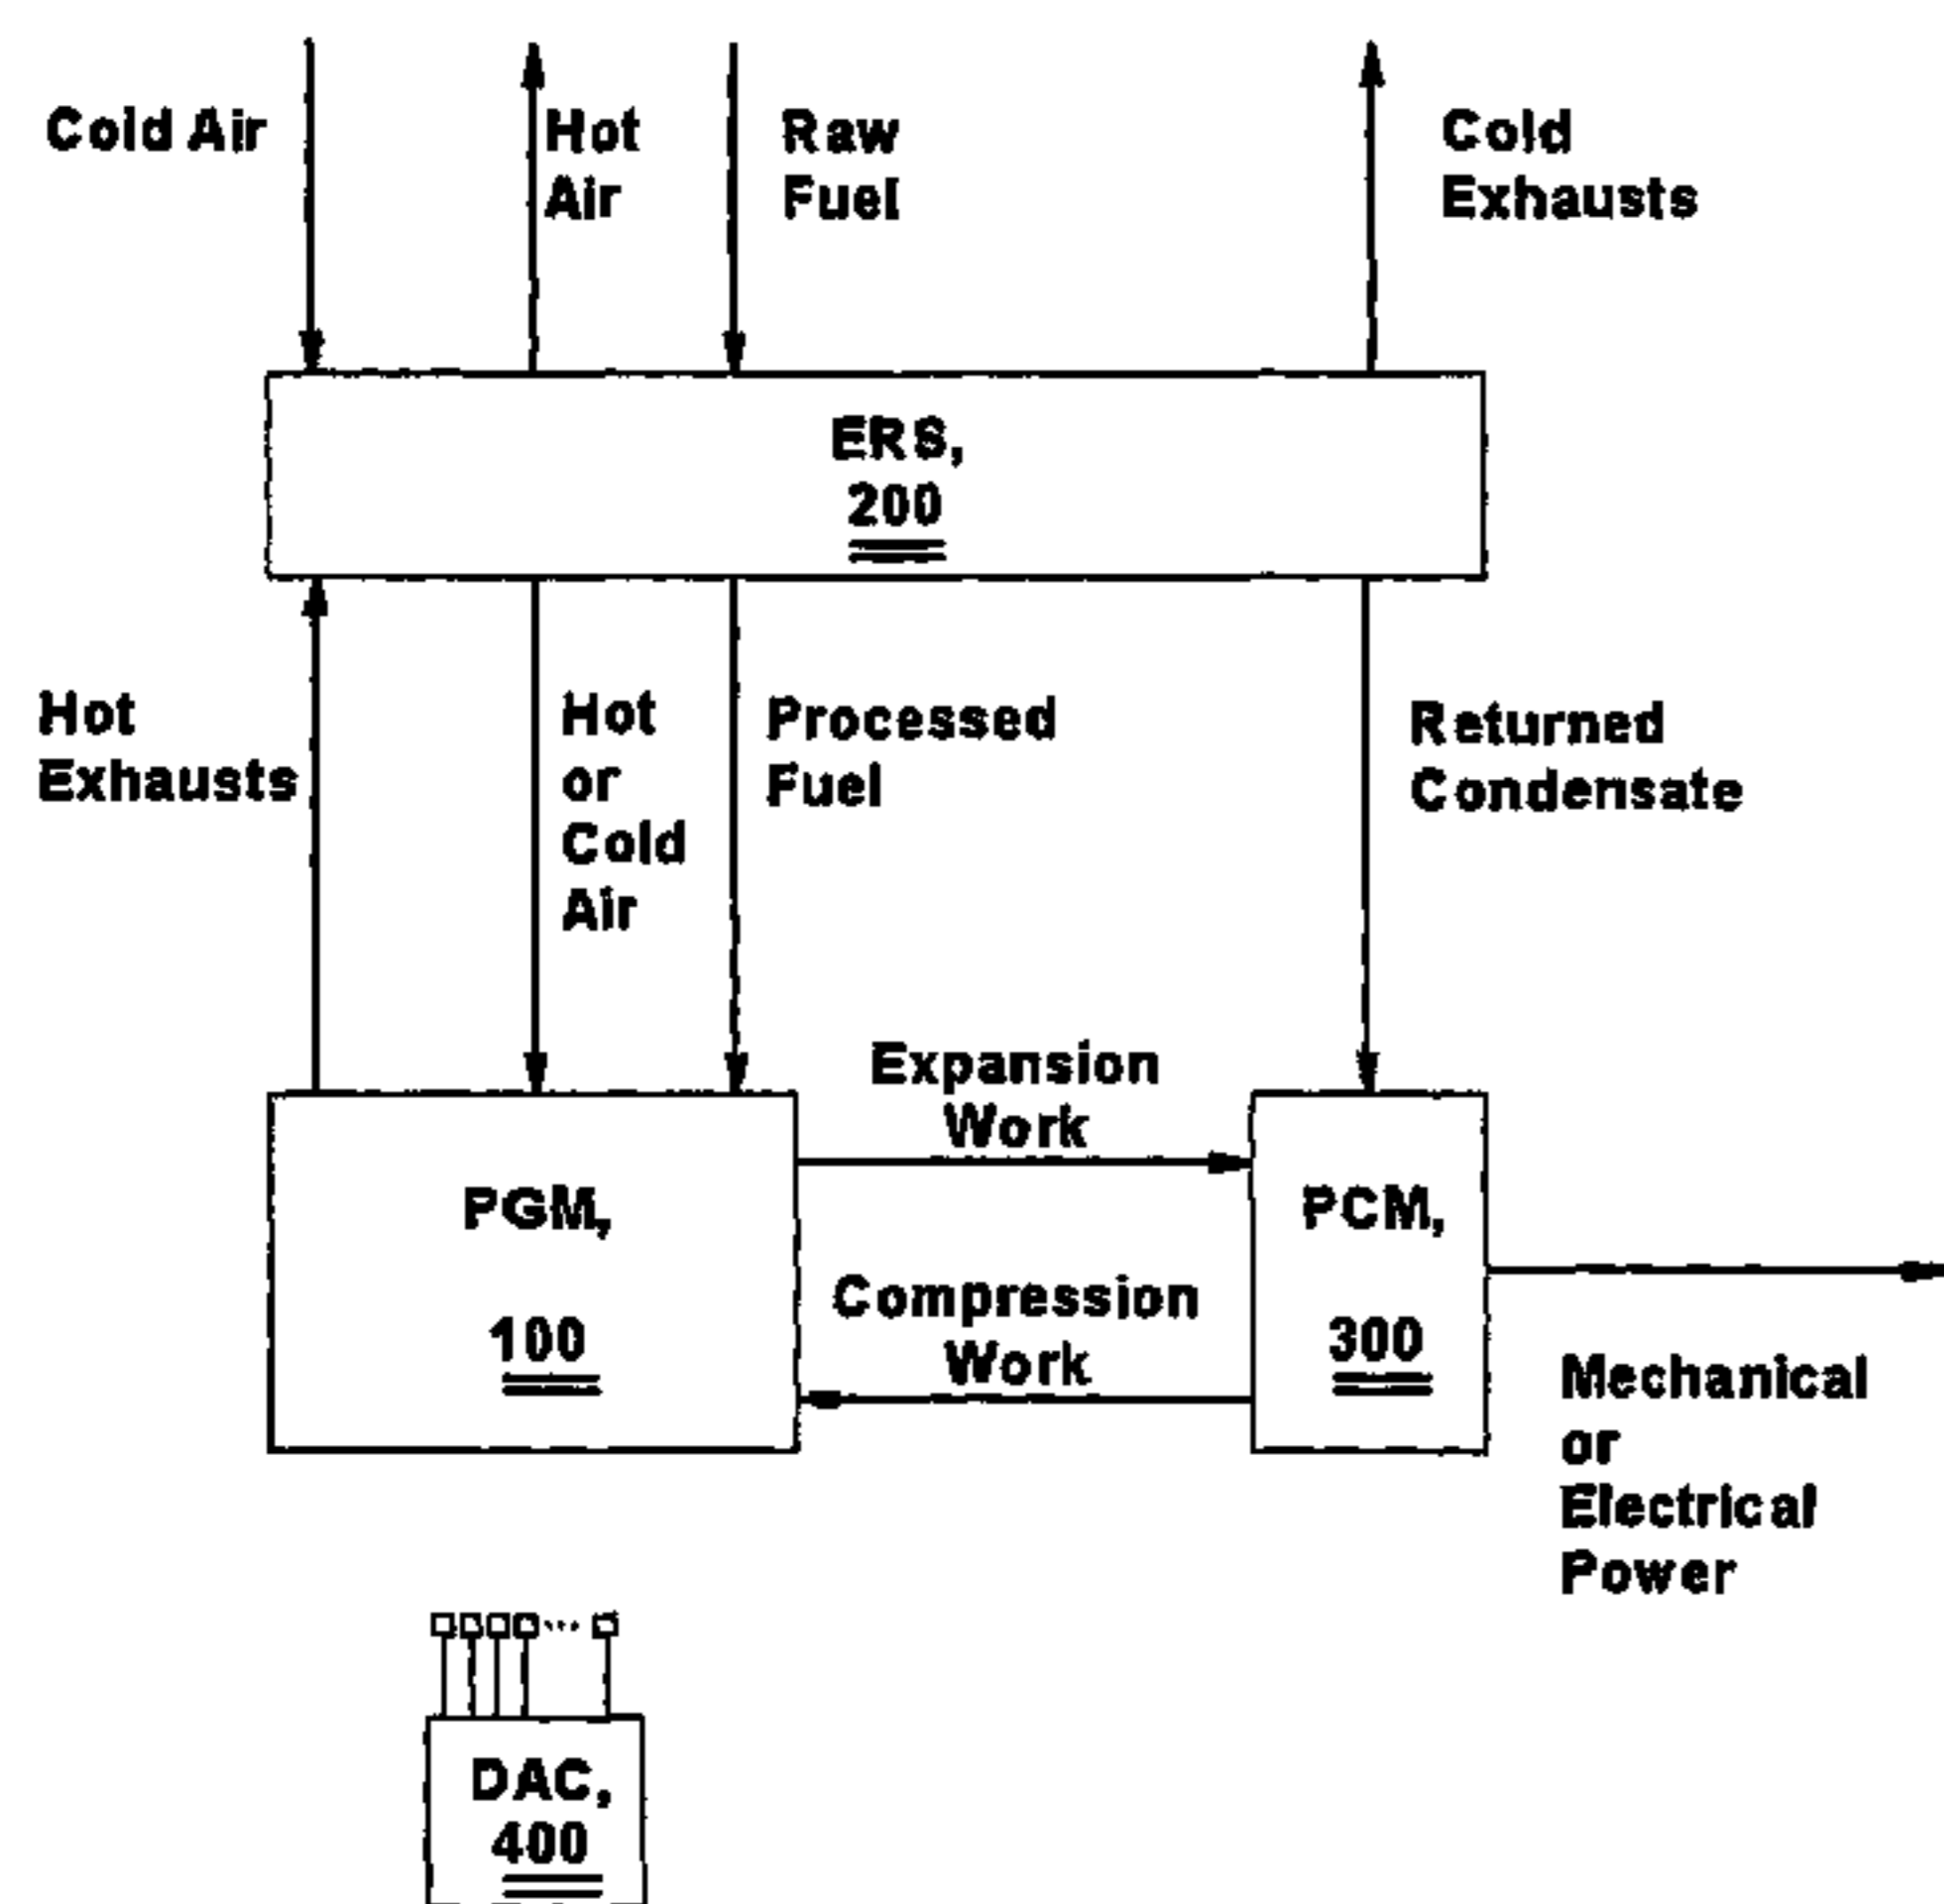 Cold Air
Hot
Air
Raw
Fuel
Cold
Exhausts
ERS,
200
Hot
Exhausts
Hot
or
Cold
Air
Processed
Fuel
Returned
Condensate
Expansion
Work
PGM,
100
Compression
Work
PCM,
300
Mechanical
or
Electrical
Power
DAC,
400